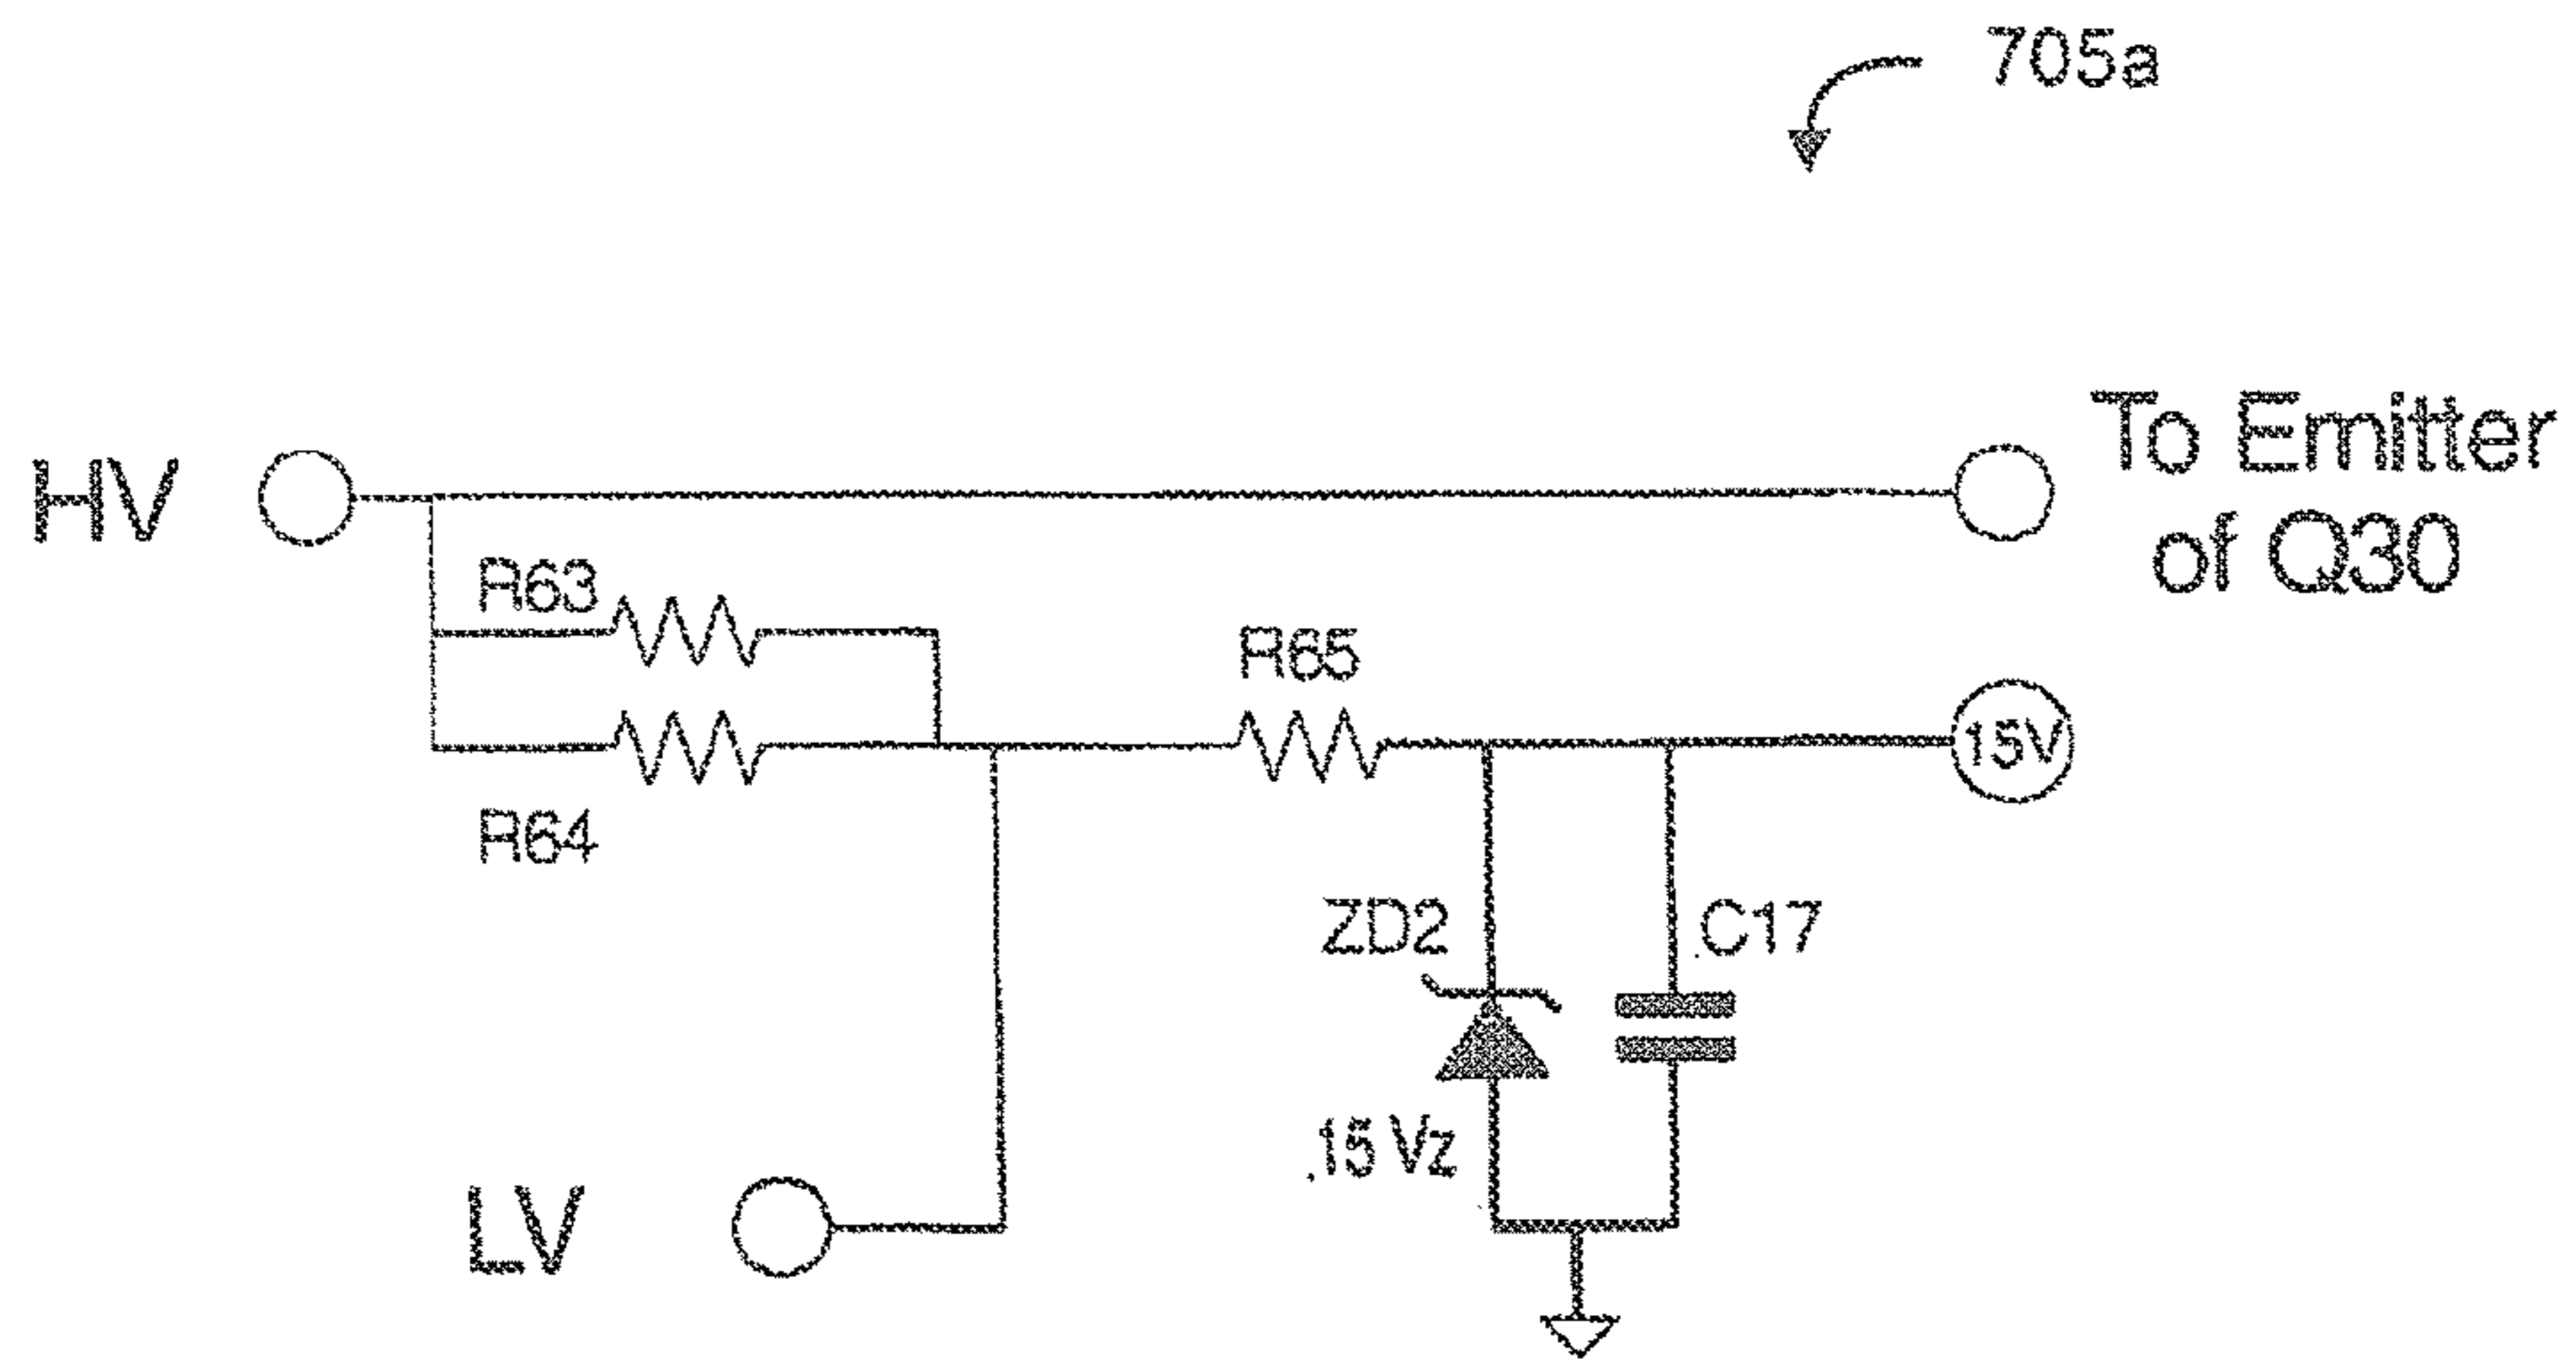 705a
To Emitter
of Q30
HV
R63
R65
15V
R64
ZD2
C17
15 Vz
LV